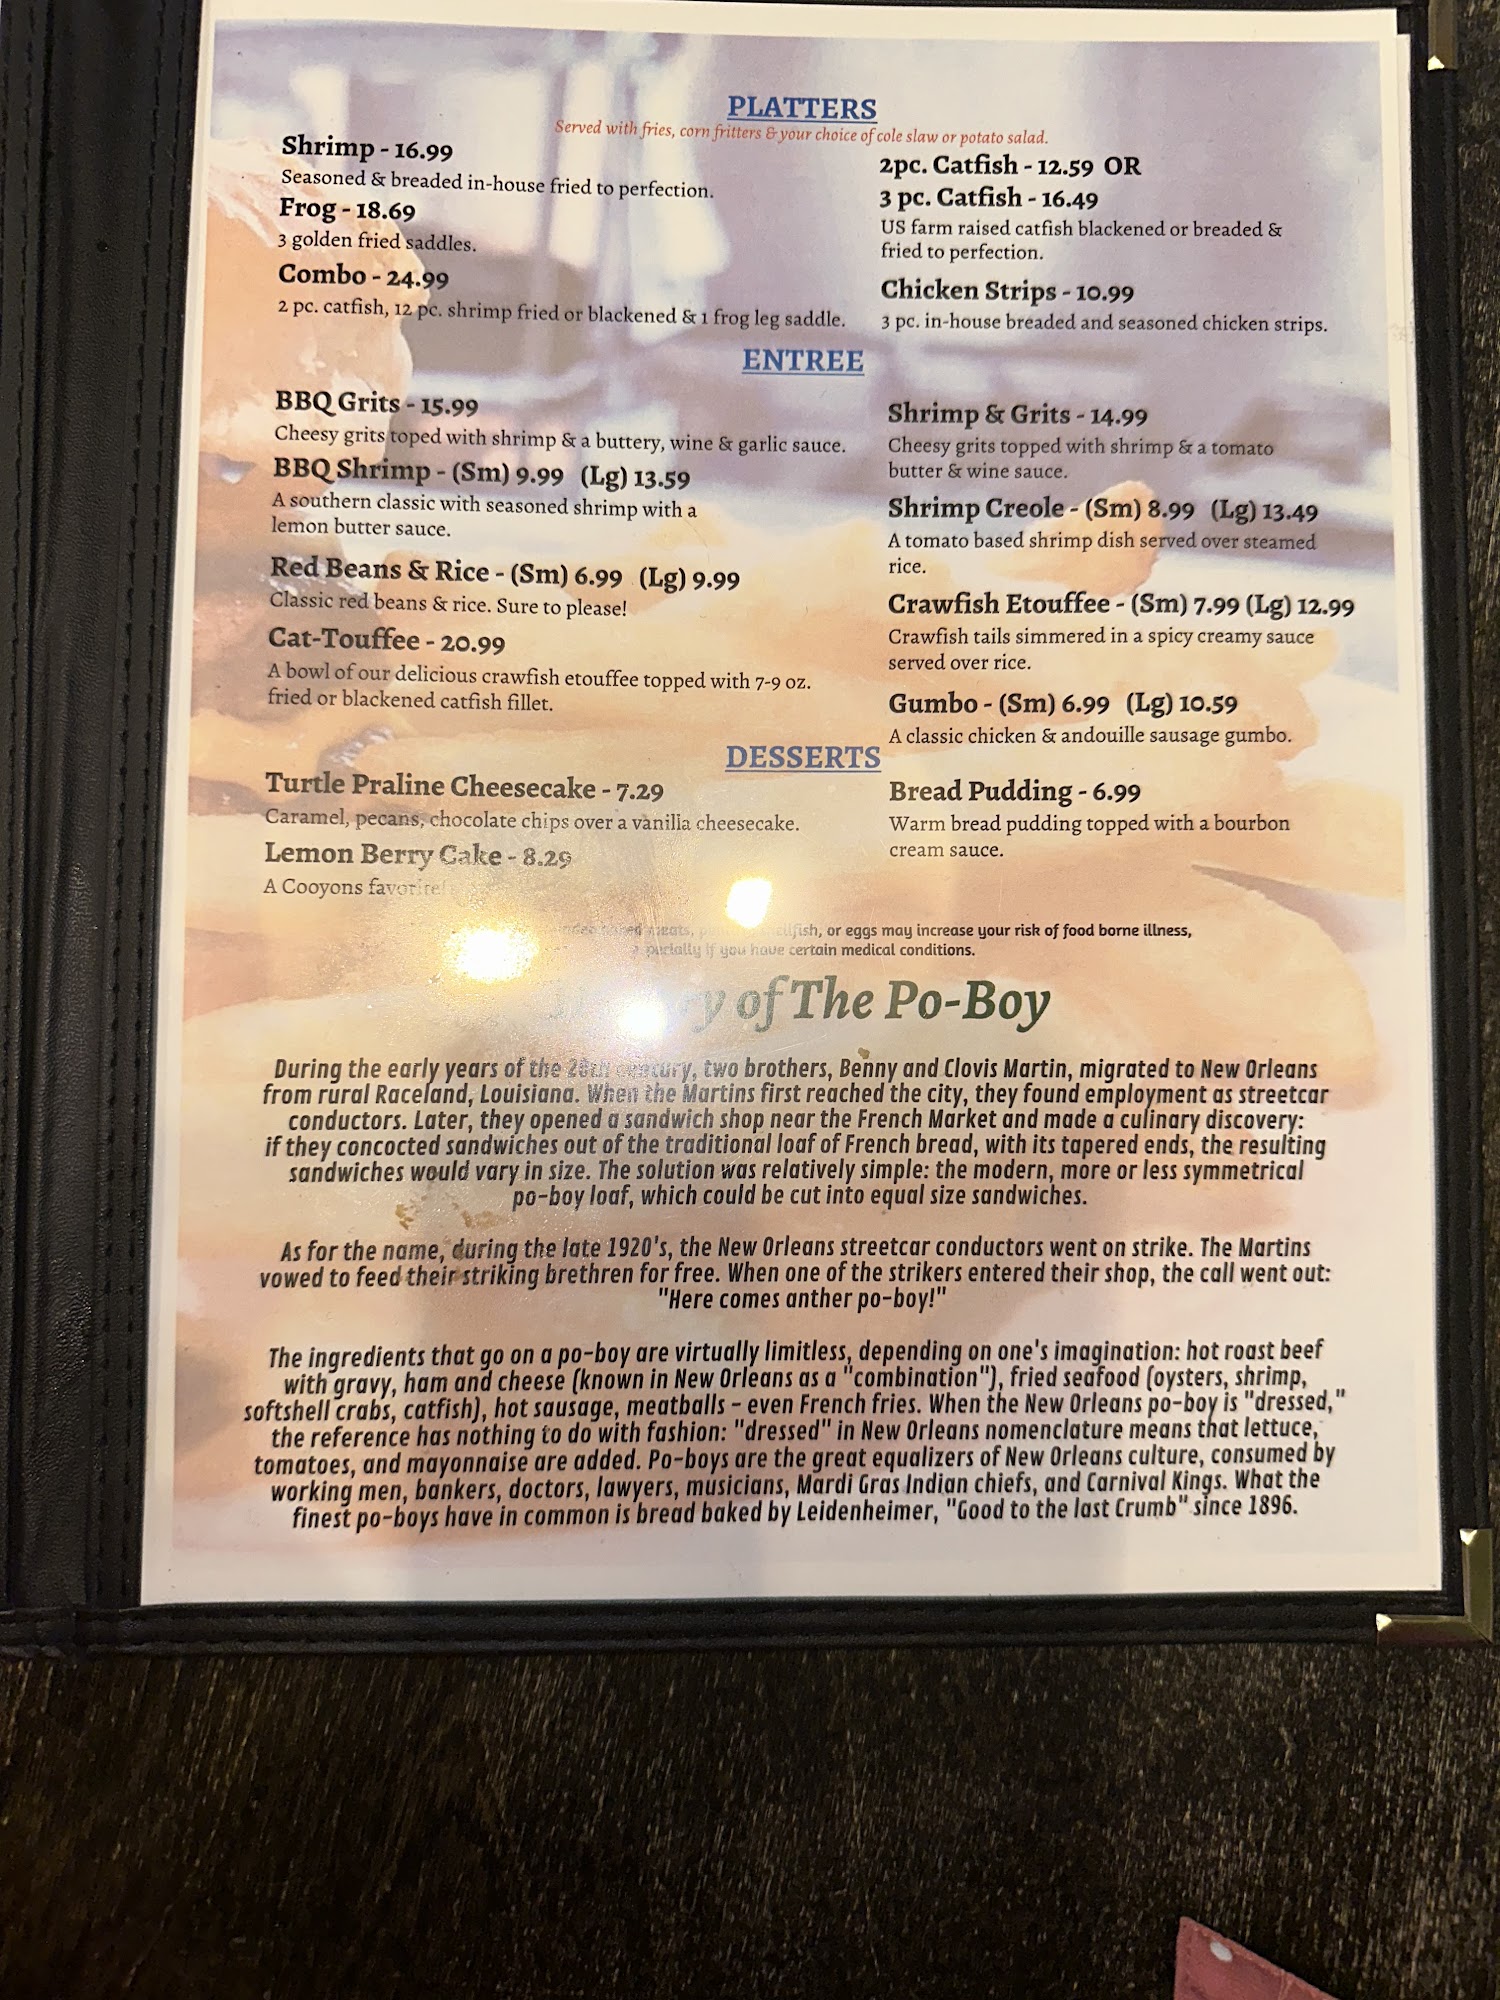 PLATTERS
Served with fries, corn fritters & your choice of cole slaw or potato salad.
Shrimp - 16.99
Seasoned & breaded in-house fried to perfection.
Frog - 18.69
3 golden fried saddles.
Combo - 24.99
2 pc. catfish, 12 pc. shrimp fried or blackened & 1 frog leg saddle.
2pc. Catfish - 12.59 OR
3 pc. Catfish - 16.49
US farm raised catfish blackened or breaded &
fried to perfection.
Chicken Strips - 10.99
3 pc. in-house breaded and seasoned chicken strips.
ENTREE
BBQ Grits - 15.99
Cheesy grits toped with shrimp & a buttery, wine & garlic sauce.
BBQ Shrimp - (Sm) 9.99 (Lg) 13.59
A southern classic with seasoned shrimp with a
lemon butter sauce.
Red Beans & Rice - (Sm) 6.99 (Lg) 9.99
Classic red beans & rice. Sure to please!
Cat-Touffee - 20.99
A bowl of our delicious crawfish etouffee topped with 7-9 oz.
fried or blackened catfish fillet.
Shrimp & Grits - 14.99
Cheesy grits topped with shrimp & a tomato
butter & wine sauce.
Shrimp Creole - (Sm) 8.99 (Lg) 13.49
A tomato based shrimp dish served over steamed
rice.
Crawfish Etouffee - (Sm) 7.99 (Lg) 12.99
Crawfish tails simmered in a spicy creamy sauce
served over rice.
Gumbo - (Sm) 6.99 (Lg) 10.59
A classic chicken & andouille sausage gumbo.
DESSERTS
Turtle Praline Cheesecake - 7.29
Caramel, pecans, chocolate chips over a vanilla cheesecake.
Lemon Berry Cake - 8.29
A Cooyons favorite!
Bread Pudding - 6.99
Warm bread pudding topped with a bourbon
cream sauce.
meats, or eggs may increase your risk of food borne illness,
if you have certain medical conditions.
of The Po-Boy
During the early years of the 20th century, two brothers, Benny and Clovis Martin, migrated to New Orleans
from rural Raceland, Louisiana. When the Martins first reached the city, they found employment as streetcar
conductors. Later, they opened a sandwich shop near the French Market and made a culinary discovery:
if they concocted sandwiches out of the traditional loaf of French bread, with its tapered ends, the resulting
sandwiches would vary in size. The solution was relatively simple: the modern, more or less symmetrical
po-boy loaf, which could be cut into equal size sandwiches.
As for the name, during the late 1920's, the New Orleans streetcar conductors went on strike. The Martins
vowed to feed their striking brethren for free. When one of the strikers entered their shop, the call went out:
"Here comes anther po-boy!"
The ingredients that go on a po-boy are virtually limitless, depending on one's imagination: hot roast beef
with gravy, ham and cheese (known in New Orleans as a "combination"), fried seafood (oysters, shrimp,
softshell crabs, catfish), hot sausage, meatballs - even French fries. When the New Orleans po-boy is "dressed,"
the reference has nothing to do with fashion: "dressed" in New Orleans nomenclature means that lettuce,
tomatoes, and mayonnaise are added. Po-boys are the great equalizers of New Orleans culture, consumed by
working men, bankers, doctors, lawyers, musicians, Mardi Gras Indian chiefs, and Carnival Kings. What the
finest po-boys have in common is bread baked by Leidenheimer, "Good to the last Crumb" since 1896.